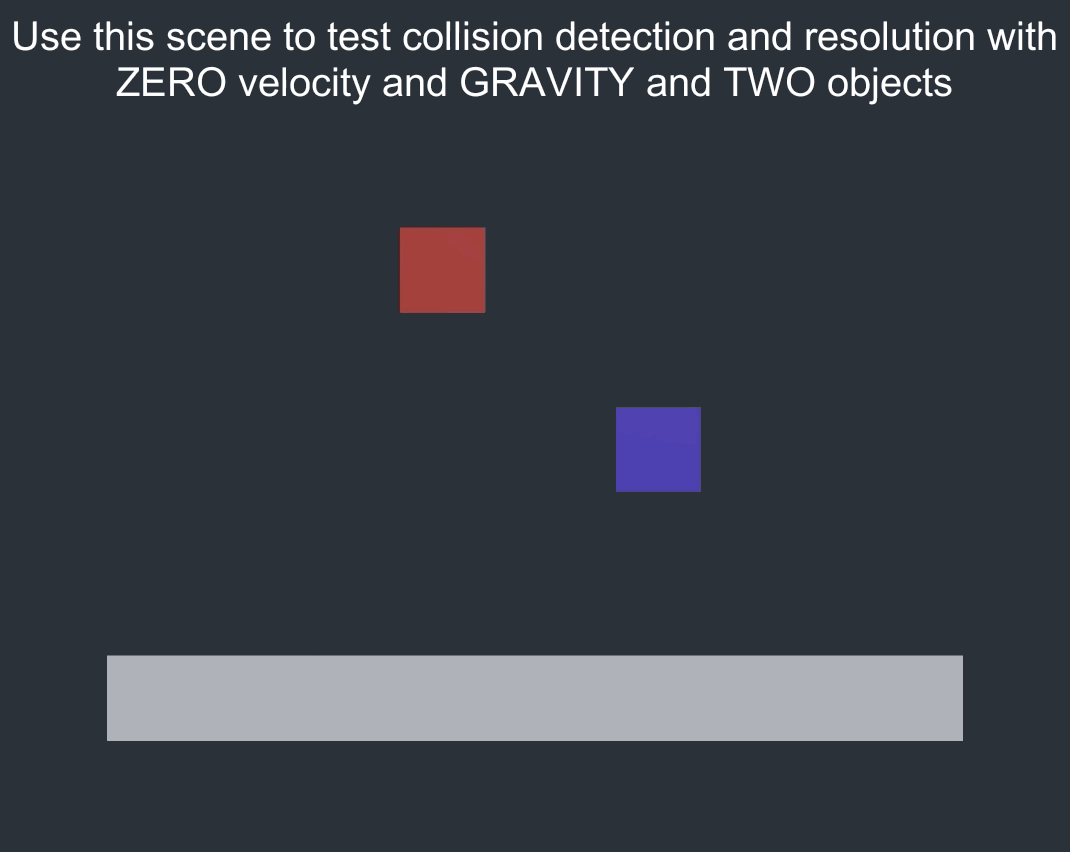 Use this scene to test collision detection and resolution with
ZERO velocity and GRAVITY and TWO objects